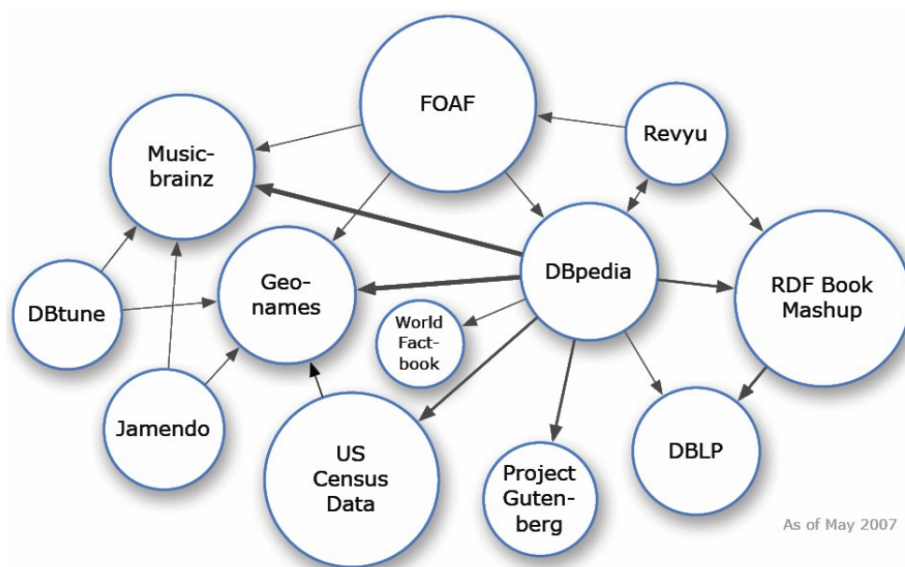 FOAF
Music-
brainz
Revyu
DBpedia
Geo-
names
RDF Book
Mashup
DBtune
World
Fact-
book
Jamendo
US
Census
Data
Project
Guten-
berg
DBLP
As of May 2007